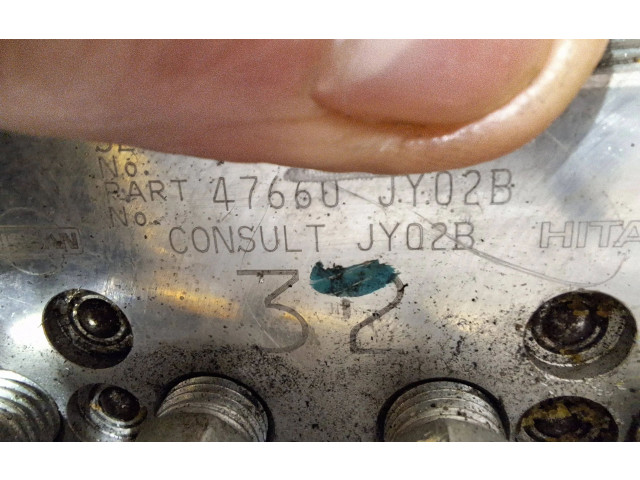 No.
PART 47660 JY02B
No.
CONSULT JY02B
HITA
32